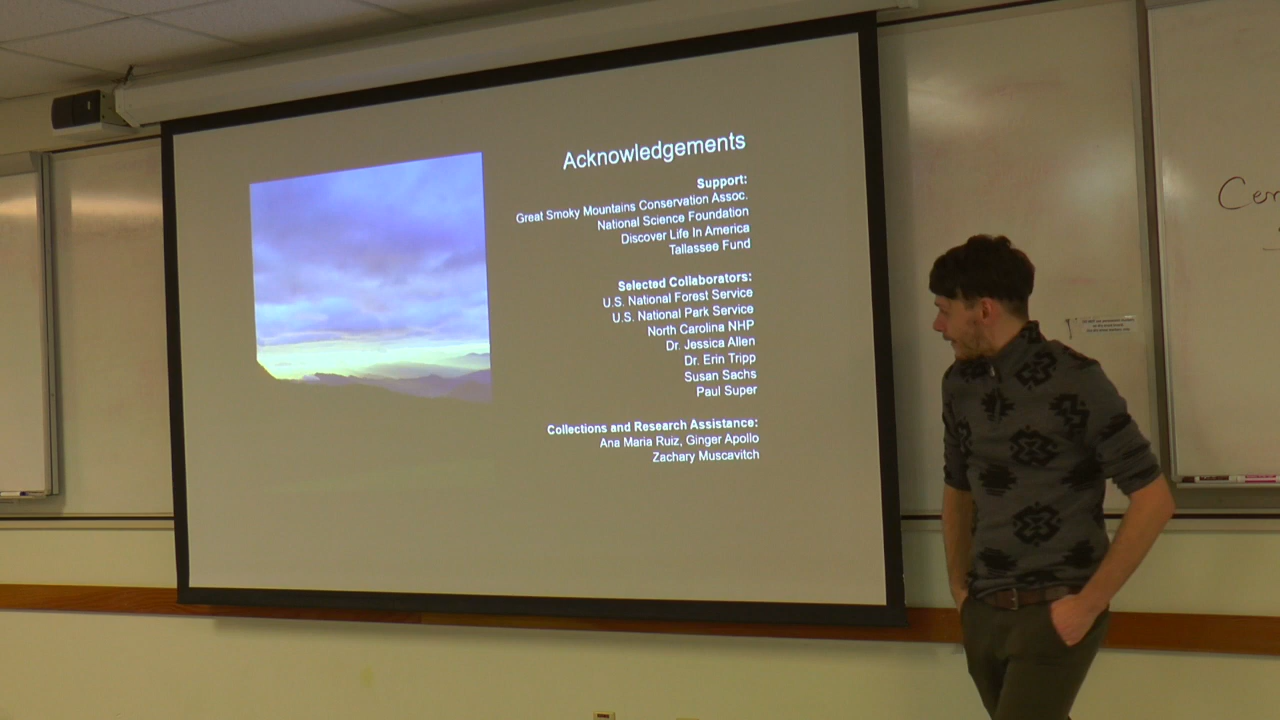 Acknowledgements
Support:
Great Smoky Mountains Conservation Assoc.
National Science Foundation
Discover Life In America
Tallassee Fund
Selected Collaborators:
U.S. National Forest Service
U.S. National Park Service
North Carolina NHP
Dr. Jessica Allen
Dr. Erin Tripp
Susan Sachs
Paul Super
Collections and Research Assistance:
Ana Maria Ruiz, Ginger Apollo
Zachary Muscavitch
Cer